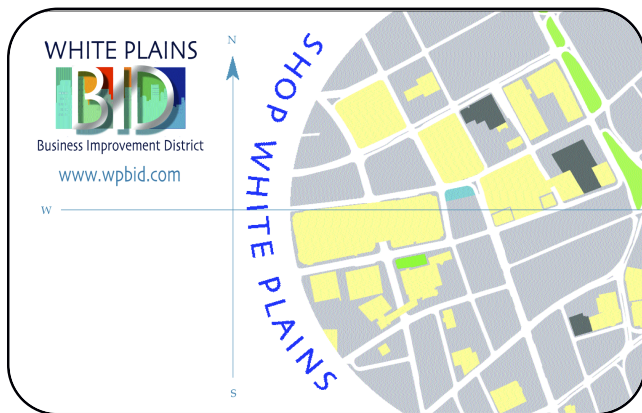 WHITE PLAINS
BID
Business Improvement District
www.wpbid.com
N
W
S
SHOP WHITE PLAINS